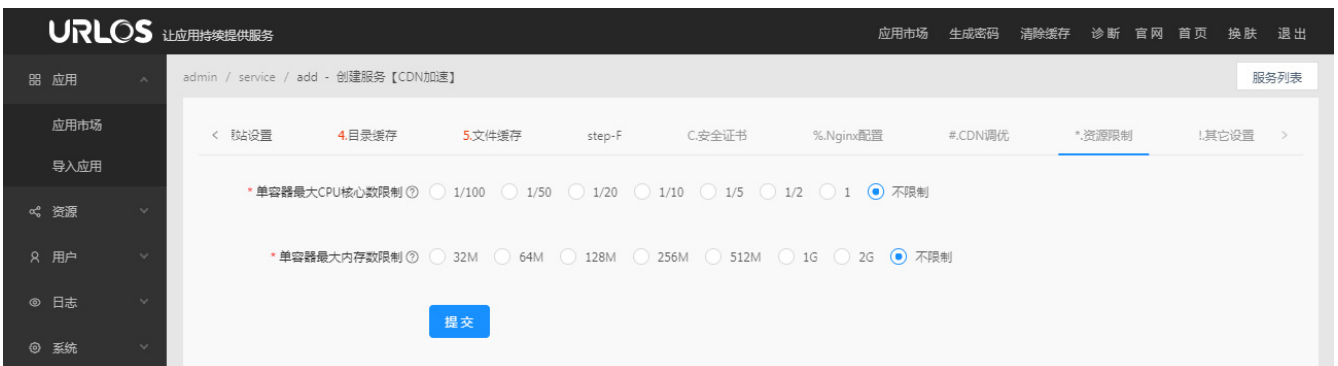 URLOS 让应用持续提供服务 应用市场 生成密码 清除缓存 诊断 官网 首页 换肤 退出
应用 admin / service / add - 创建服务【CDN加速】 服务列表
应用市场 < 站设置 4.目录缓存 5.文件缓存 step-F C.安全证书 %.Nginx配置 #.CDN调优 *.资源限制 !.其它设置 >
导入应用
* 单容器最大CPU核心数限制 1/100 1/50 1/20 1/10 1/5 1/2 1 不限制
资源
用户 * 单容器最大内存数限制 32M 64M 128M 256M 512M 1G 2G 不限制
日志
提交
系统